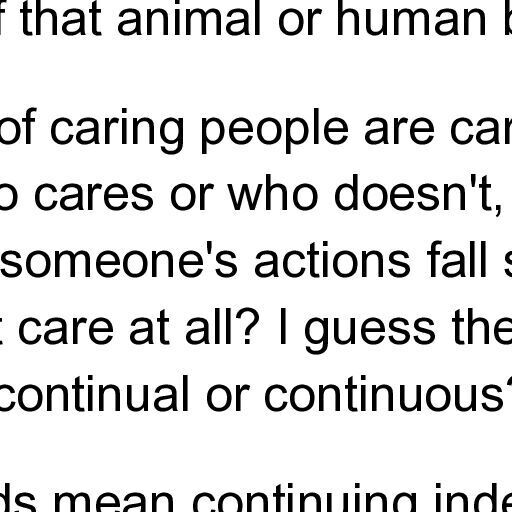 f that animal or human b
of caring people are car
o cares or who doesn't,
someone's actions fall s
t care at all? I guess the
continual or continuous?
ds mean continuing inde